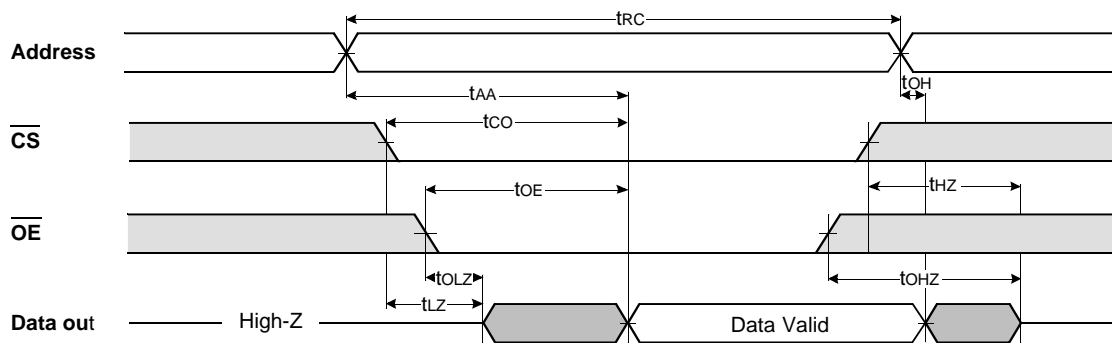 tRC
Address
tOH
tAA
CS
tCO
tHZ
tOE
OE
tOLZ
tOHZ
tLZ
Data out
High-Z
Data Valid